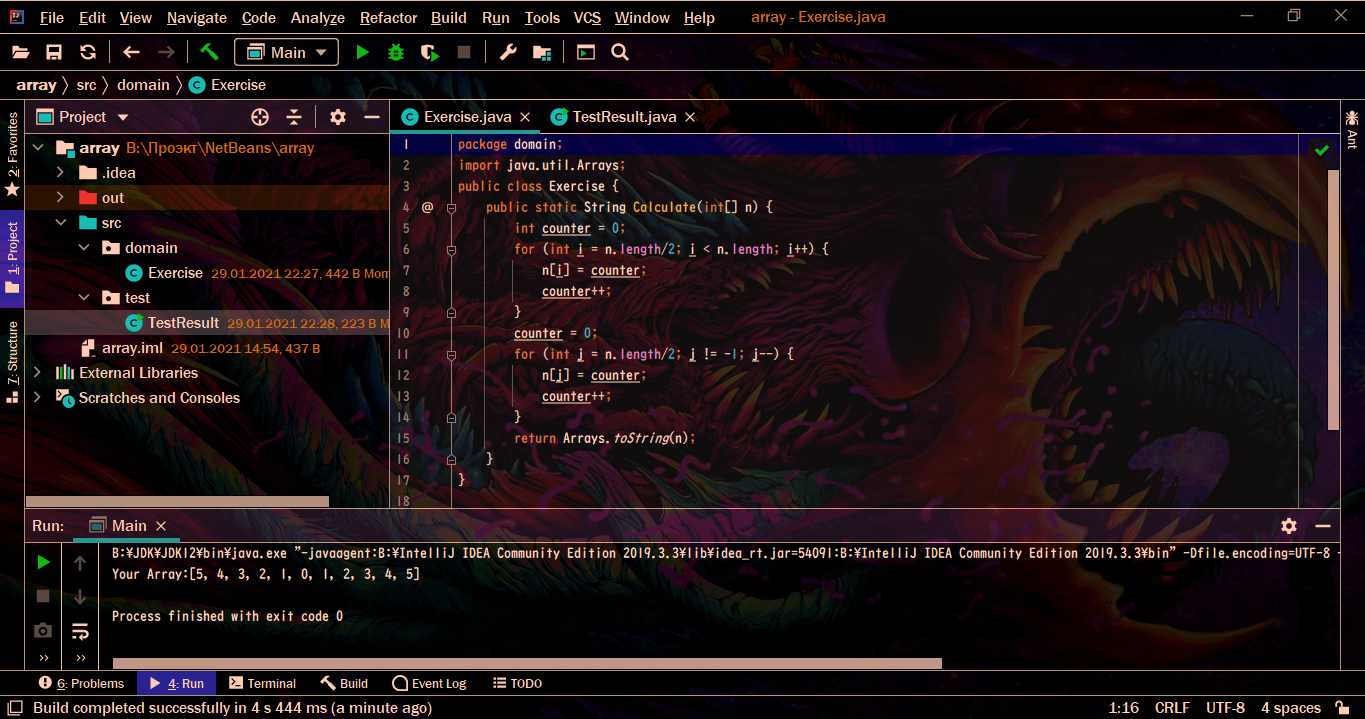 File Edit View Navigate Code Analyze Refactor Build Run Tools VCS Window Help array - Exercise.java
Main
array 〉 src 〉 domain 〉 C Exercise
2: Favorites
1: Project
7: Structure
Project
array B:\Проэкт\NetBeans\array
.idea
out
src
domain
C Exercise 29.01.2021 22:27, 442 B Mom
test
C TestResult 29.01.2021 22:28, 223 B M
array.iml 29.01.2021 14:54, 437 B
External Libraries
Scratches and Consoles
C Exercise.java × C TestResult.java ×
1 package domain;
2 import java.util.Arrays;
3 public class Exercise {
4 @ public static String Calculate(int[] n) {
5 int counter = 0;
6 for (int i = n.length/2; i < n.length; i++) {
7 n[i] = counter;
8 counter++;
9 }
10 counter = 0;
11 for (int j = n.length/2; j != -1; j--) {
12 n[j] = counter;
13 counter++;
14 }
15 return Arrays.toString(n);
16 }
17 }
18
Ant
Run: Main ×
B:¥JDK¥JDK12¥bin¥java.exe "-javaagent:B:¥IntelliJ IDEA Community Edition 2019.3.3¥lib¥idea_rt.jar=54091:B:¥IntelliJ IDEA Community Edition 2019.3.3¥bin" -Dfile.encoding=UTF-8 -
Your Array:[5, 4, 3, 2, 1, 0, 1, 2, 3, 4, 5]
Process finished with exit code 0
6: Problems 4: Run Terminal Build Event Log TODO
Build completed successfully in 4 s 444 ms (a minute ago) 1:16 CRLF UTF-8 4 spaces